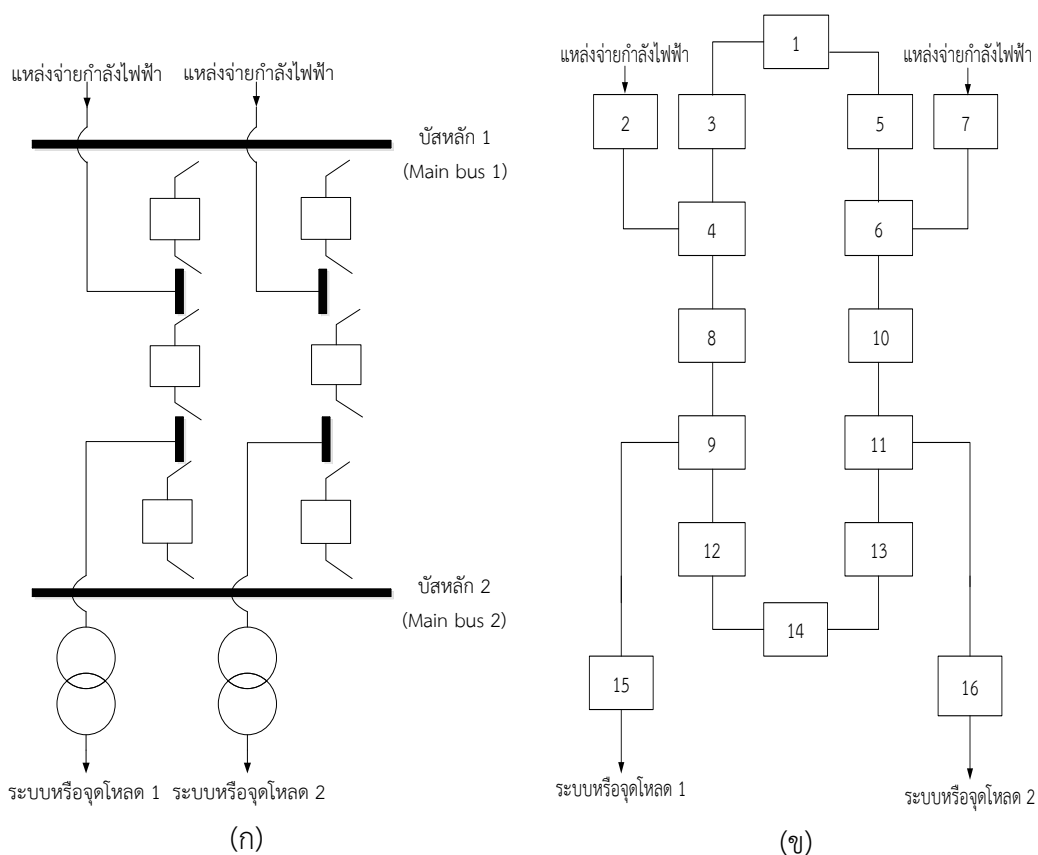 แหล่งจ่ายกำลังไฟฟ้า แหล่งจ่ายกำลังไฟฟ้า
บัสหลัก 1
(Main bus 1)
บัสหลัก 2
(Main bus 2)
ระบบหรือจุดโหลด 1 ระบบหรือจุดโหลด 2
(ก)
1
แหล่งจ่ายกำลังไฟฟ้า แหล่งจ่ายกำลังไฟฟ้า
2 3 5 7
4 6
8 10
9 11
12 13
14
15 16
ระบบหรือจุดโหลด 1
ระบบหรือจุดโหลด 2
(ข)